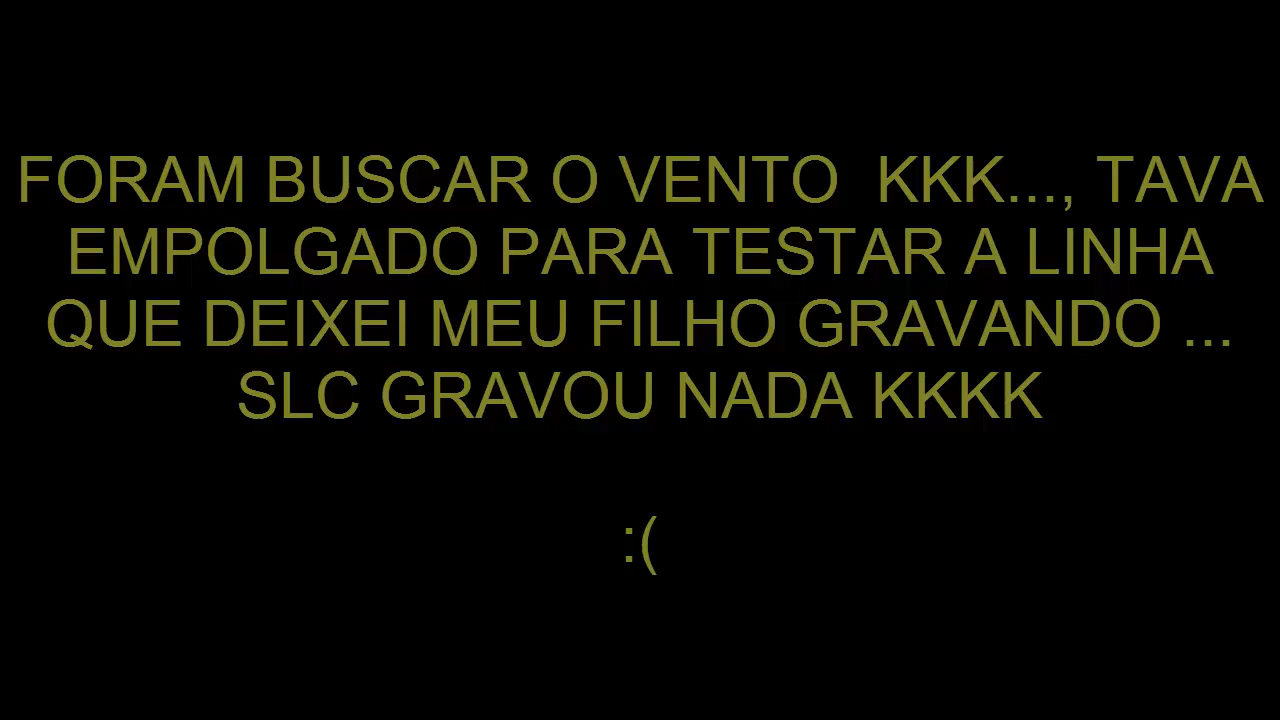 FORAM BUSCAR O VENTO  KKK..., TAVA
EMPOLGADO PARA TESTAR A LINHA
QUE DEIXEI MEU FILHO GRAVANDO ...
SLC GRAVOU NADA KKKK
:(